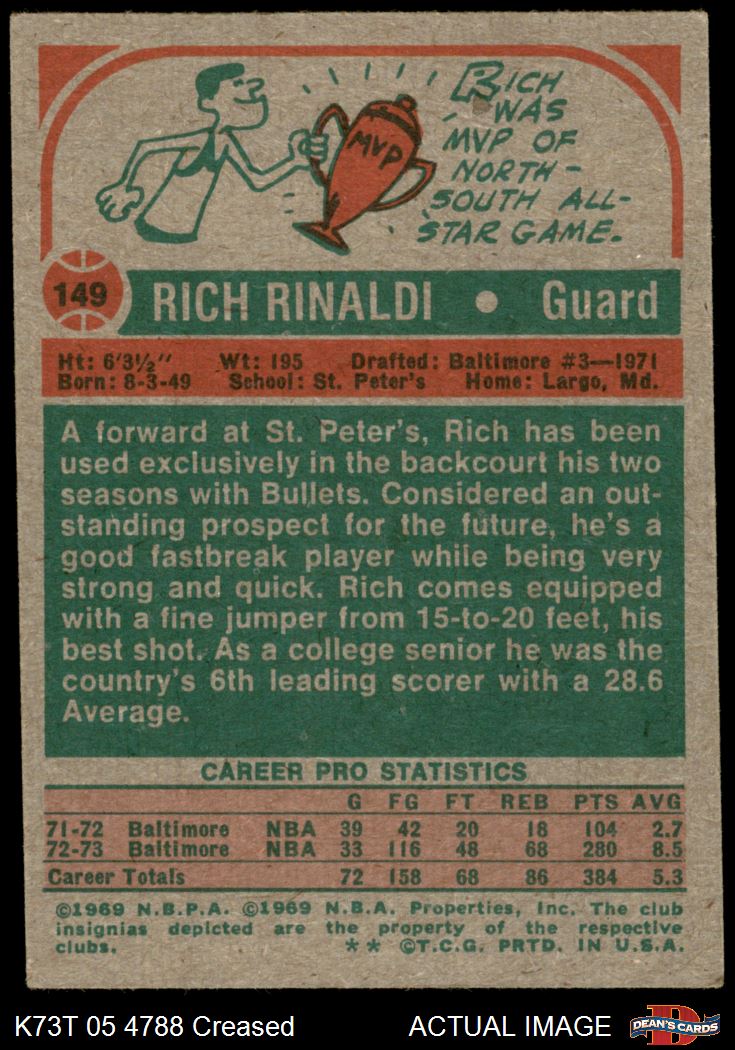 RICH
WAS
MVP OF
NORTH-
SOUTH ALL-
STAR GAME.
MVP
149 RICH RINALDI • Guard
Ht: 6'3½" Wt: 195 Drafted: Baltimore #3—1971
Born: 8-3-49 School: St. Peter's Home: Largo, Md.
A forward at St. Peter's, Rich has been
used exclusively in the backcourt his two
seasons with Bullets. Considered an out-
standing prospect for the future, he's a
good fastbreak player while being very
strong and quick. Rich comes equipped
with a fine jumper from 15-to-20 feet, his
best shot. As a college senior he was the
country's 6th leading scorer with a 28.6
Average.
CAREER PRO STATISTICS
G FG FT REB PTS AVG
71-72 Baltimore NBA 39 42 20 18 104 2.7
72-73 Baltimore NBA 33 116 48 68 280 8.5
Career Totals 72 158 68 86 384 5.3
©1969 N.B.P.A. ©1969 N.B.A. Properties, Inc. The club
insignias depicted are the property of the respective
clubs. ** ©T.C.G. PRTD. IN U.S.A.
K73T 05 4788 Creased ACTUAL IMAGE
D
DEAN'S CARDS